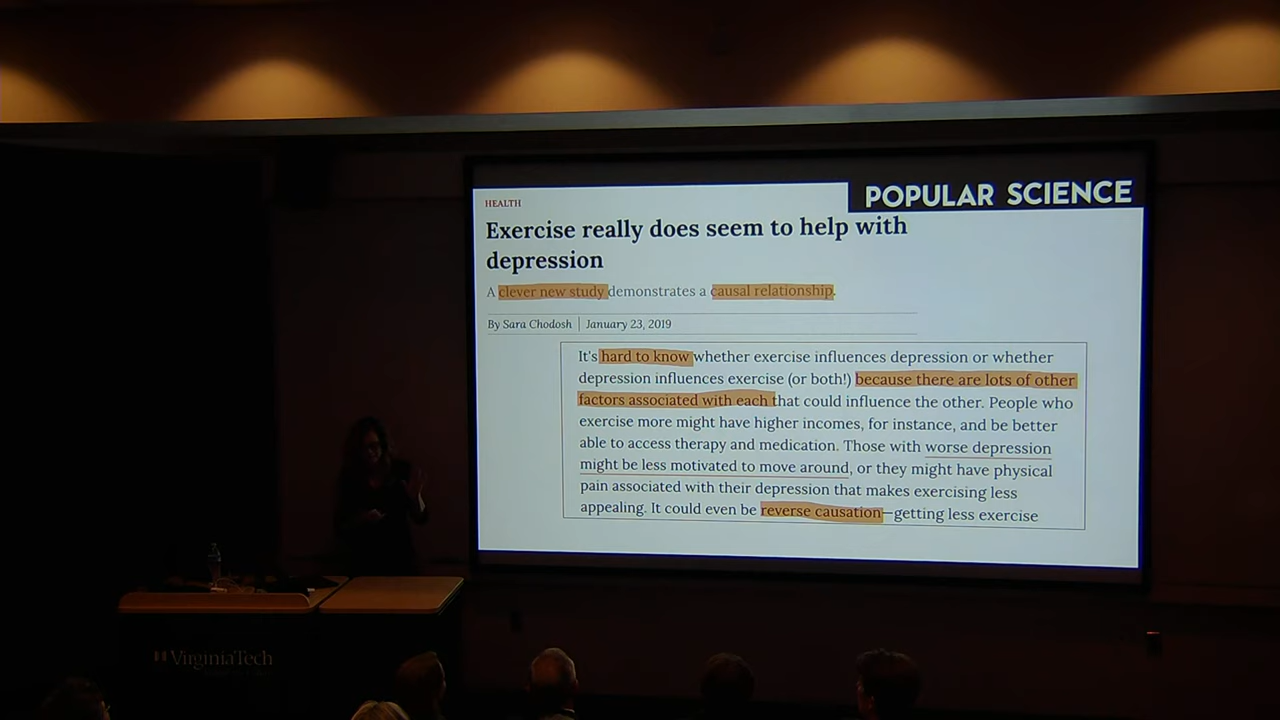 POPULAR SCIENCE
HEALTH
Exercise really does seem to help with
depression
A clever new study demonstrates a causal relationship.
By Sara Chodosh | January 23, 2019
It's hard to know whether exercise influences depression or whether
depression influences exercise (or both!) because there are lots of other
factors associated with each that could influence the other. People who
exercise more might have higher incomes, for instance, and be better
able to access therapy and medication. Those with worse depression
might be less motivated to move around, or they might have physical
pain associated with their depression that makes exercising less
appealing. It could even be reverse causation—getting less exercise
VirginiaTech